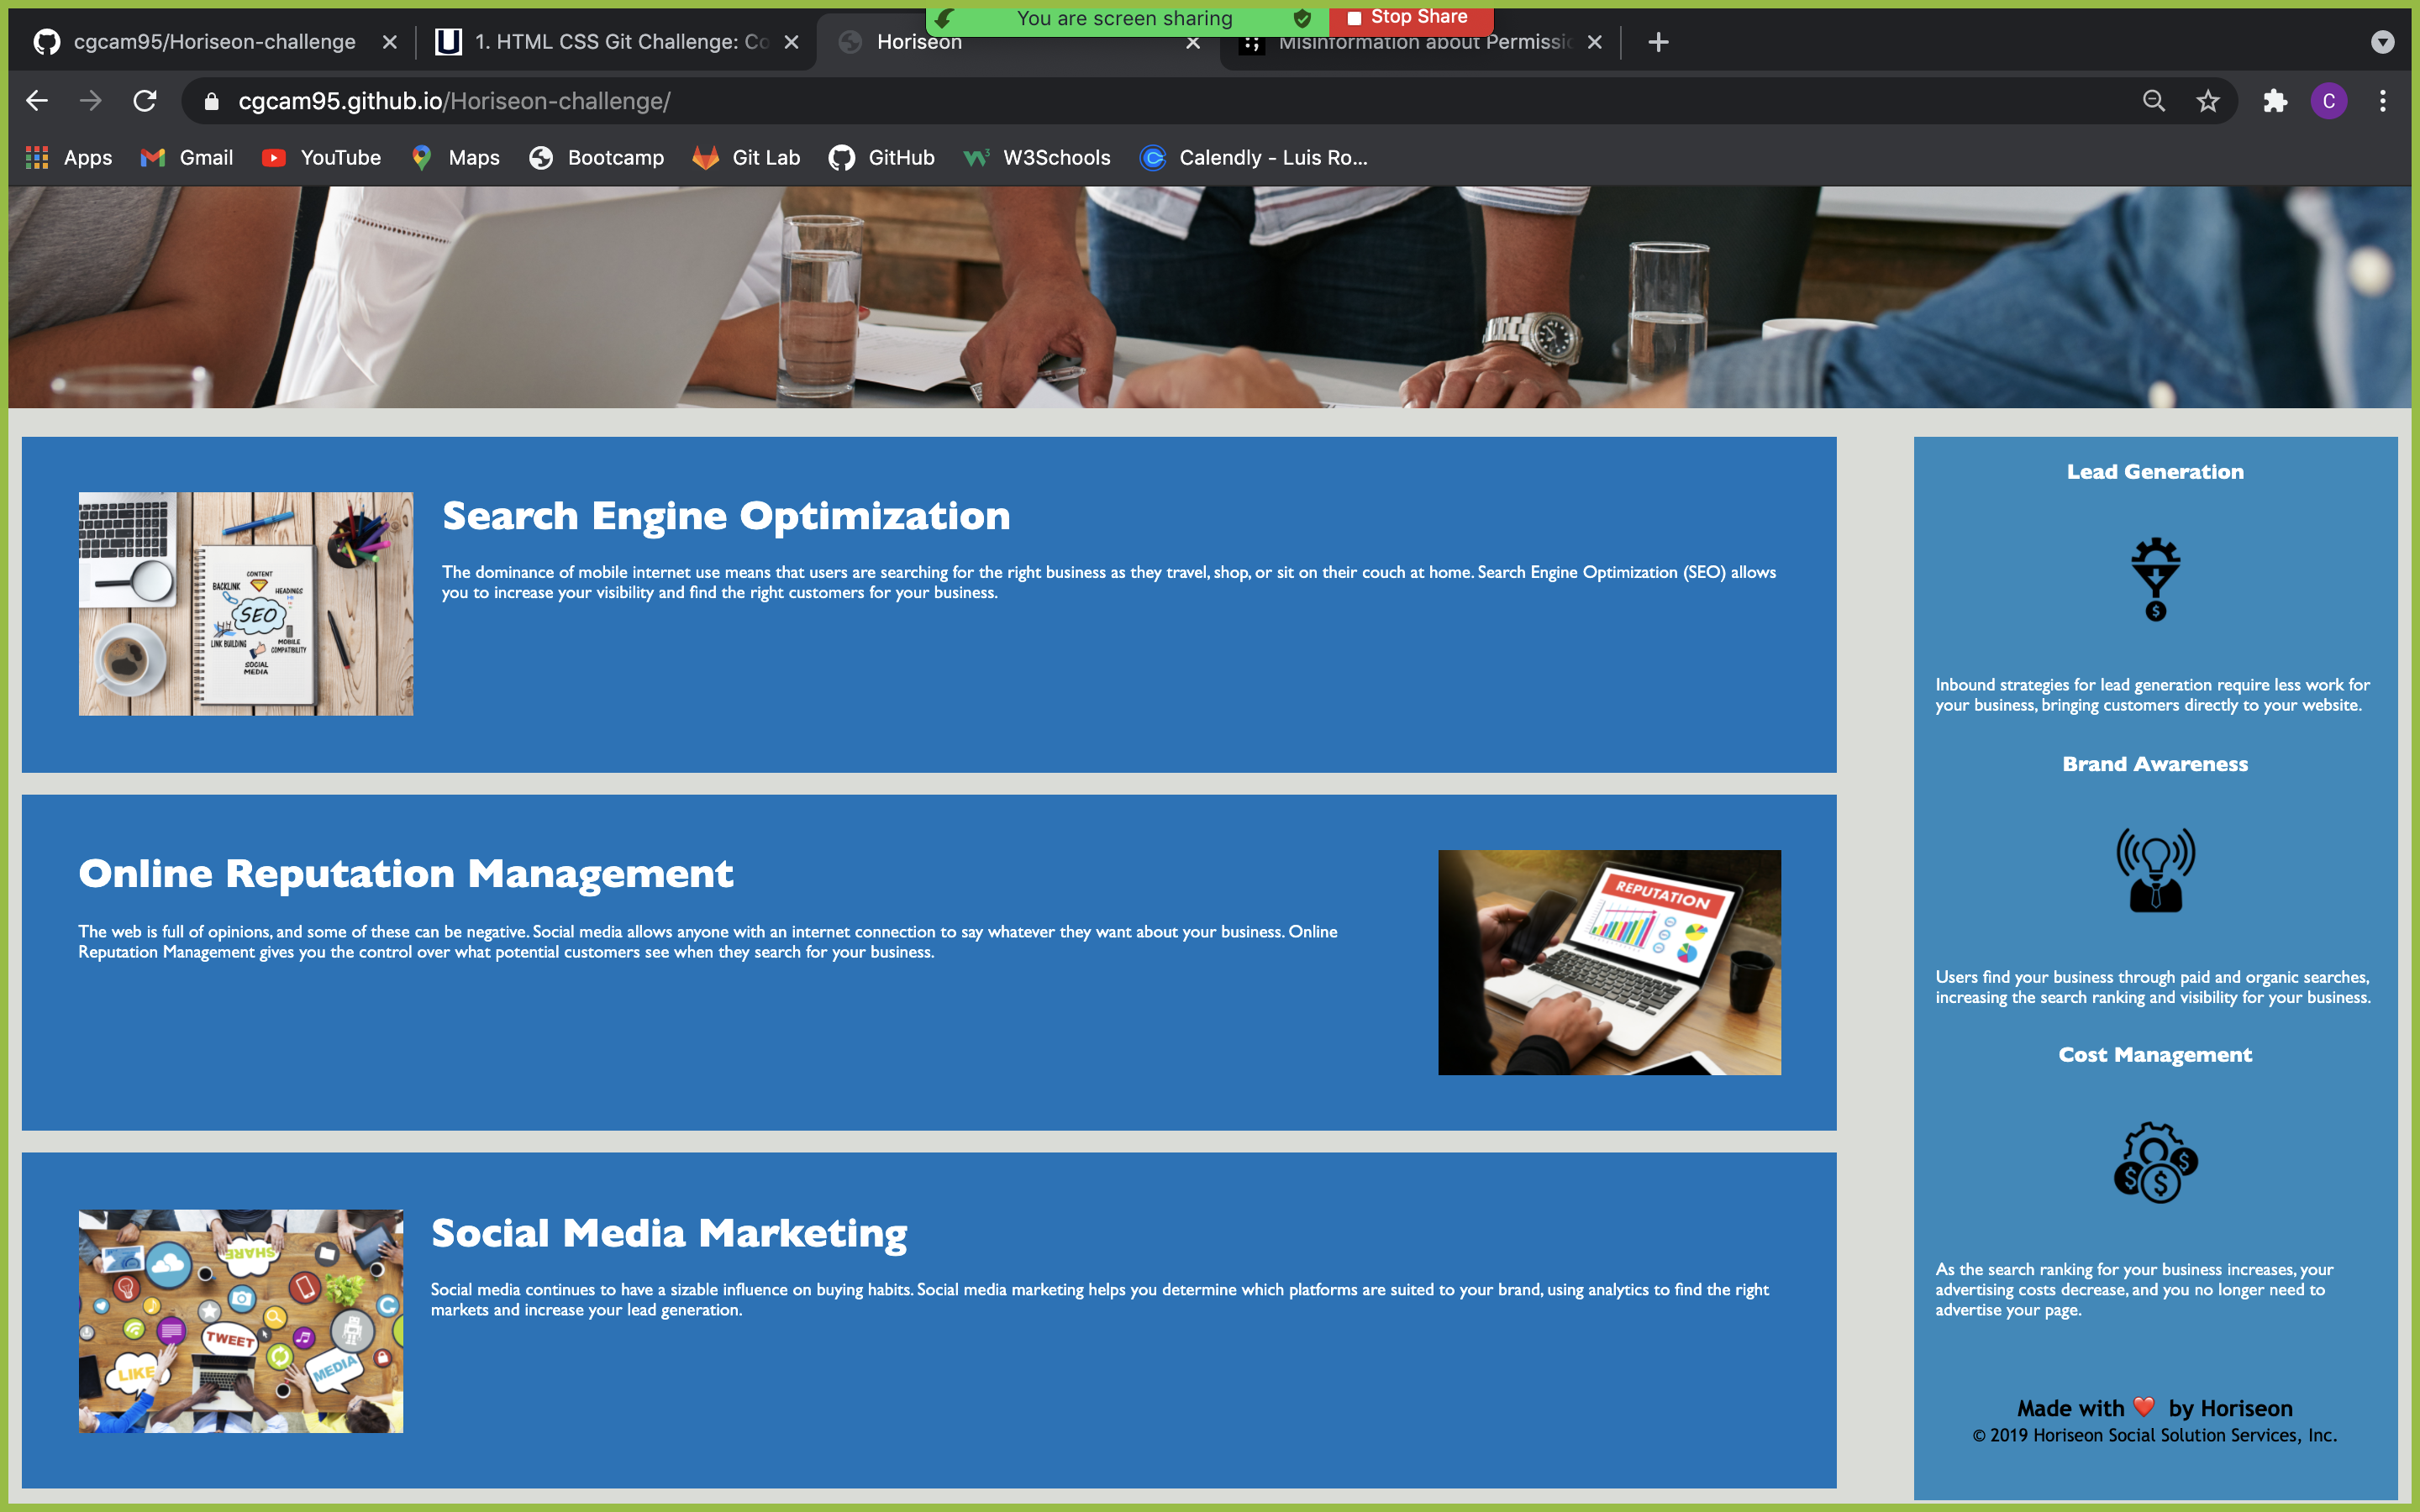 You are screen sharing
Stop Share
cgcam95/Horiseon-challenge
1. HTML CSS Git Challenge: Co
Horiseon
Misinformation about Permissio
cgcam95.github.io/Horiseon-challenge/
C
Apps
Gmail
YouTube
Maps
Bootcamp
Git Lab
GitHub
W3Schools
Calendly - Luis Ro...
CONTENT
BACKLINK
HEADINGS
SEO
LINK BUILDING
MOBILE
COMPATIBILITY
SOCIAL
MEDIA
Search Engine Optimization
The dominance of mobile internet use means that users are searching for the right business as they travel, shop, or sit on their couch at home. Search Engine Optimization (SEO) allows
you to increase your visibility and find the right customers for your business.
Online Reputation Management
The web is full of opinions, and some of these can be negative. Social media allows anyone with an internet connection to say whatever they want about your business. Online
Reputation Management gives you the control over what potential customers see when they search for your business.
REPUTATION
SHARE
TWEET
LIKE
MEDIA
Social Media Marketing
Social media continues to have a sizable influence on buying habits. Social media marketing helps you determine which platforms are suited to your brand, using analytics to find the right
markets and increase your lead generation.
Lead Generation
$
Inbound strategies for lead generation require less work for
your business, bringing customers directly to your website.
Brand Awareness
Users find your business through paid and organic searches,
increasing the search ranking and visibility for your business.
Cost Management
$ $ $
As the search ranking for your business increases, your
advertising costs decrease, and you no longer need to
advertise your page.
Made with ❤️ by Horiseon
© 2019 Horiseon Social Solution Services, Inc.